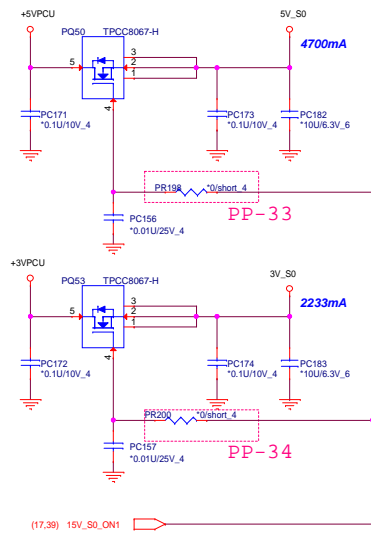 +5VPCU 5V_S0
PQ50 TPCC8067-H
4700mA
3
5 2
1
4
PC171 PC173 PC182
*0.1U/10V_4 *0.1U/10V_4 *10U/6.3V_6
PR198 *0/short_4
PC156 PP-33
*0.01U/25V_4
+3VPCU 3V_S0
PQ53 TPCC8067-H
2233mA
3
5 2
1
4
PC172 PC174 PC183
*0.1U/10V_4 *0.1U/10V_4 *10U/6.3V_6
PR200 *0/short_4
PC157 PP-34
*0.01U/25V_4
(17,39) 15V_S0_ON1